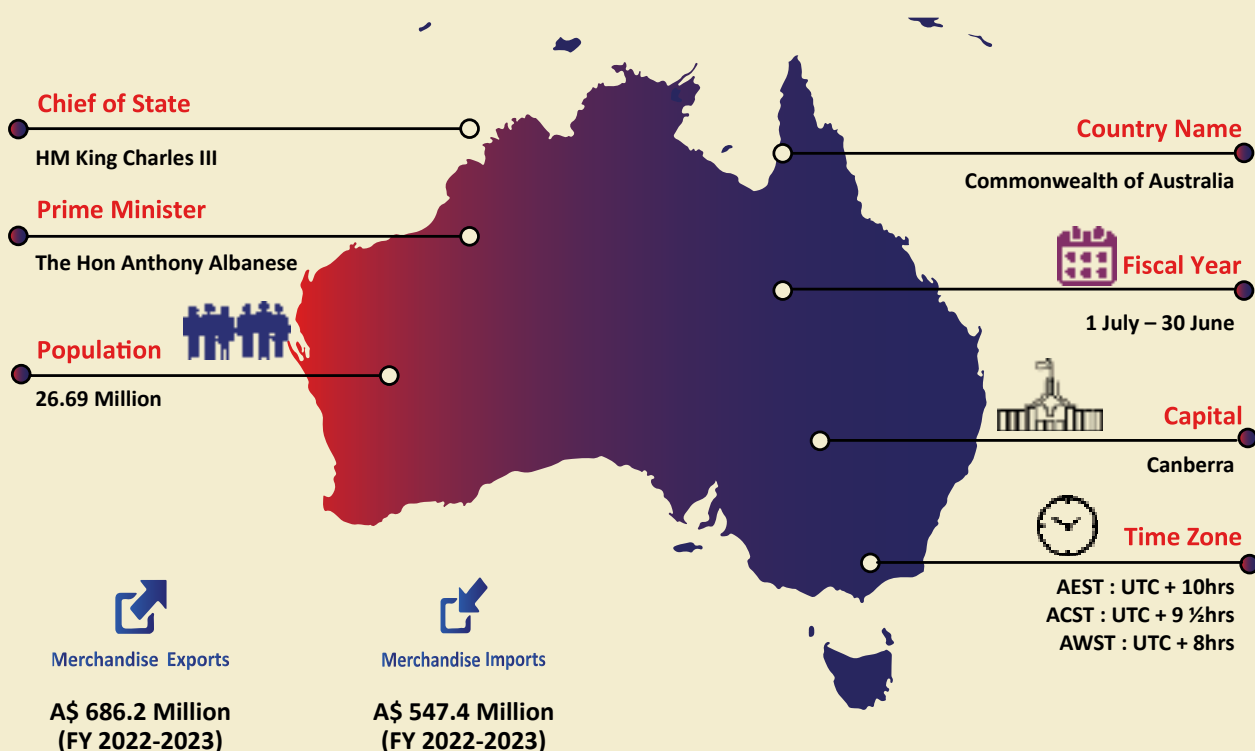 Chief of State
HM King Charles III
Prime Minister
The Hon Anthony Albanese
Population
26.69 Million
Country Name
Commonwealth of Australia
Fiscal Year
1 July – 30 June
Capital
Canberra
Time Zone
AEST : UTC + 10hrs
ACST : UTC + 9 ½hrs
AWST : UTC + 8hrs
Merchandise Exports
A$ 686.2 Million
(FY 2022-2023)
Merchandise Imports
A$ 547.4 Million
(FY 2022-2023)